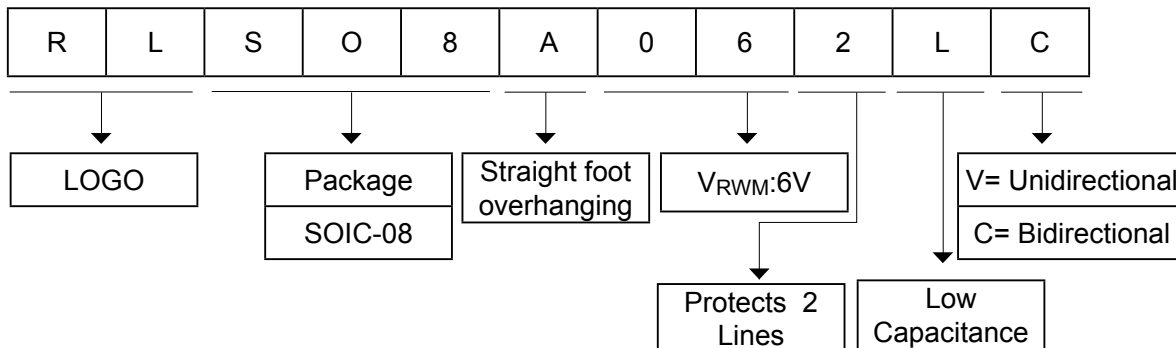 R L S O 8 A 0 6 2 L C
LOGO
Package
SOIC-08
Straight foot
overhanging
VRWM:6V
V= Unidirectional
C= Bidirectional
Protects 2
Lines
Low
Capacitance